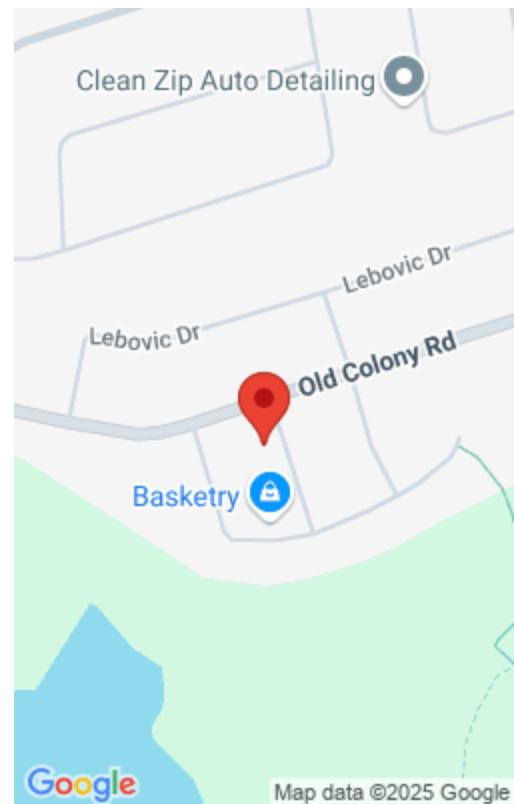 Clean Zip Auto Detailing
Lebovic Dr
Lebovic Dr
Old Colony Rd
Basketry
Google
Map data ©2025 Google